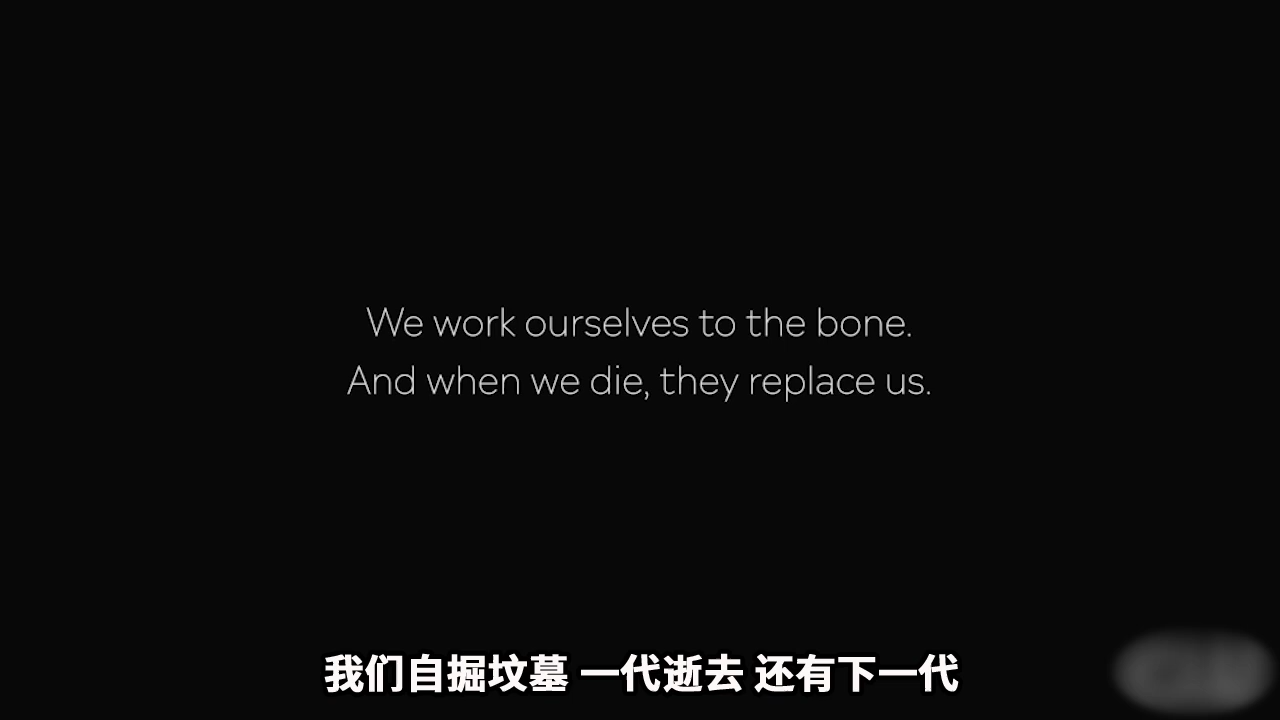 We work ourselves to the bone.
And when we die, they replace us.
我们自掘坟墓 一代逝去 还有下一代